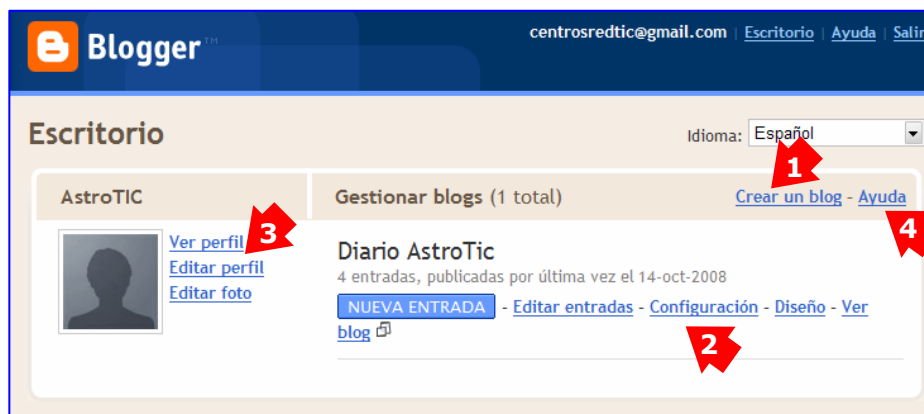 Blogger™
centrosredtic@gmail.com | Escritorio | Ayuda | Salir
Escritorio
Idioma: Español
1
AstroTIC
Gestionar blogs (1 total)
Crear un blog - Ayuda
4
Ver perfil
3
Editar perfil
Editar foto
Diario AstroTic
4 entradas, publicadas por última vez el 14-oct-2008
NUEVA ENTRADA - Editar entradas - Configuración - Diseño - Ver
blog
2